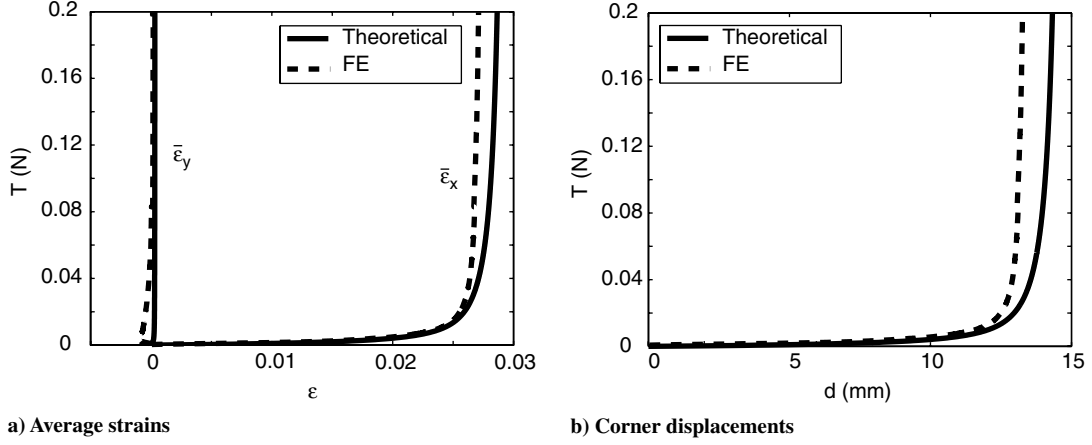 0.2
0.16
0.12
0.08
0.04
0
T (N)
Theoretical
FE
ε̄y
ε̄x
0
0.01
0.02
0.03
ε
a) Average strains
0.2
0.16
0.12
0.08
0.04
0
T (N)
Theoretical
FE
0
5
10
15
d (mm)
b) Corner displacements